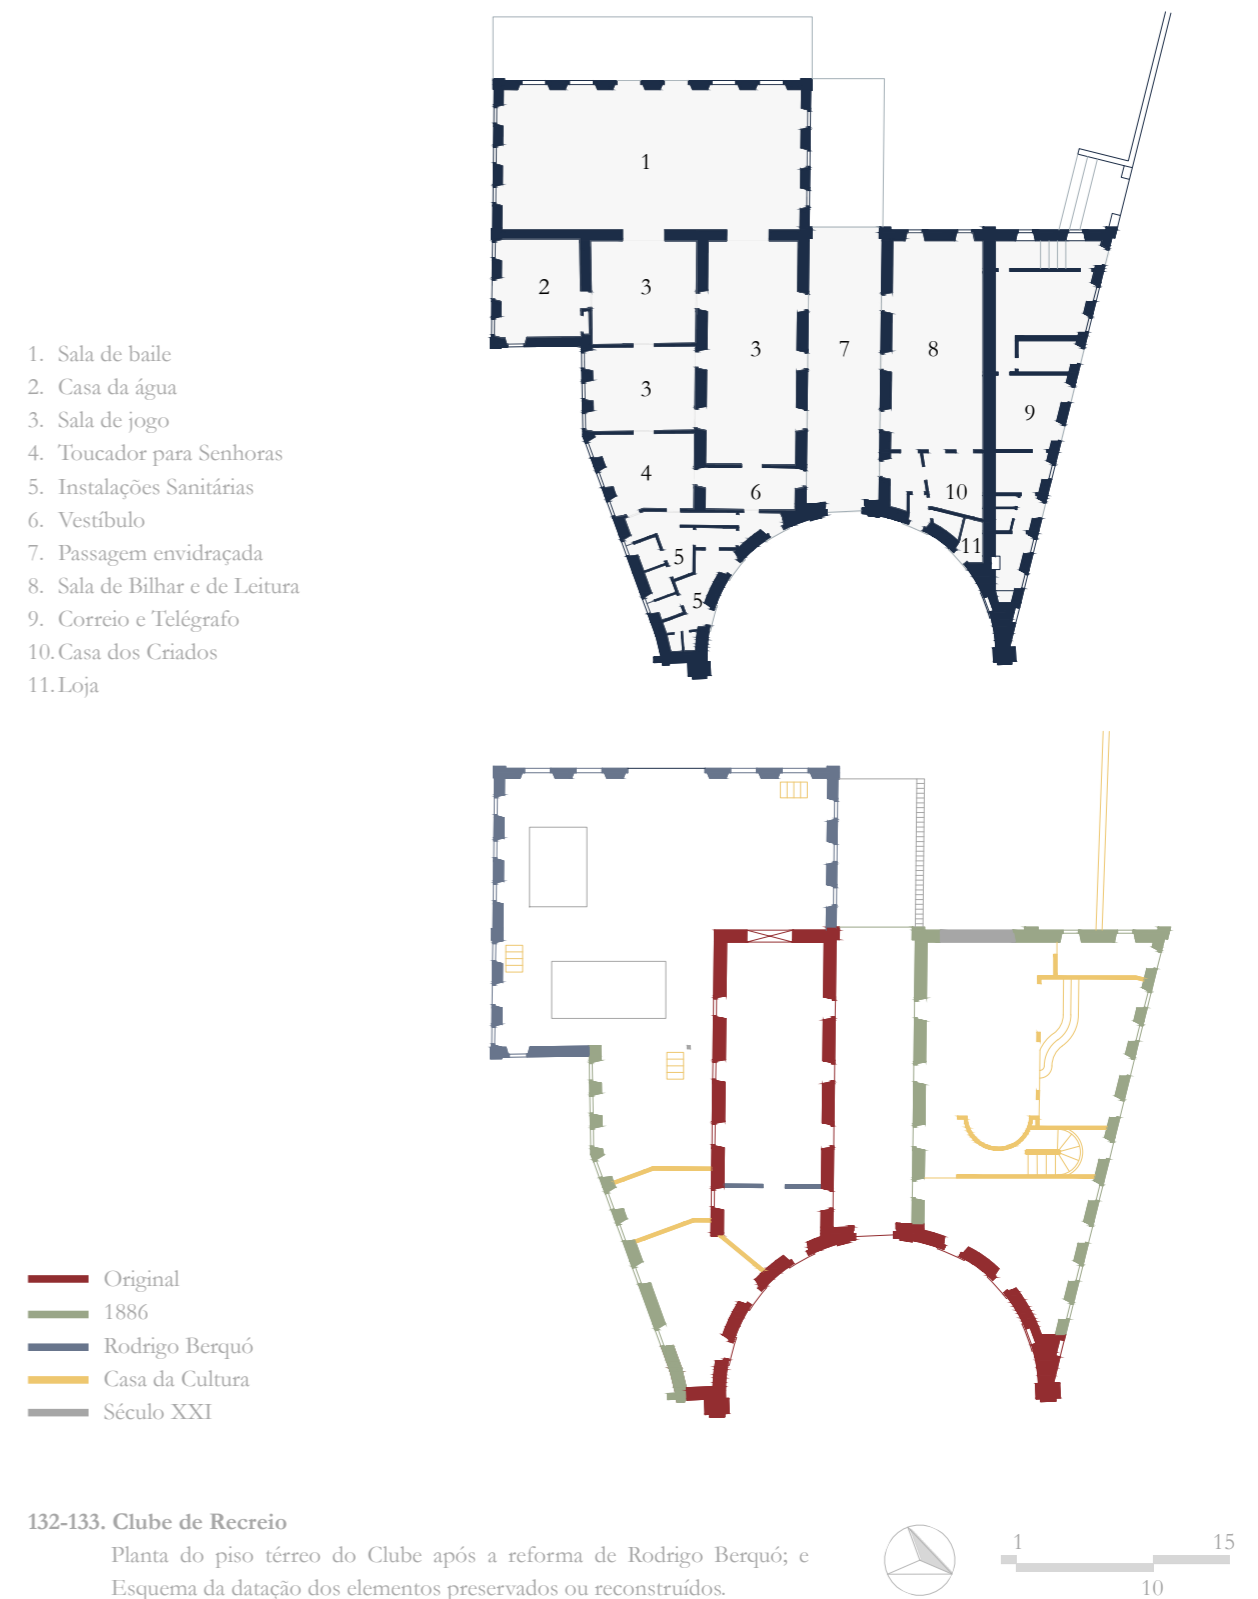 1
2
3
3
3
7
8
9
4
6
10
5
11
5
1. Sala de baile
2. Casa da água
3. Sala de jogo
4. Toucador para Senhoras
5. Instalações Sanitárias
6. Vestíbulo
7. Passagem envidraçada
8. Sala de Bilhar e de Leitura
9. Correio e Telégrafo
10. Casa dos Criados
11. Loja
Original
1886
Rodrigo Berquó
Casa da Cultura
Século XXI
132-133. Clube de Recreio
Planta do piso térreo do Clube após a reforma de Rodrigo Berquó; e
Esquema da datação dos elementos preservados ou reconstruídos.
1 15
10